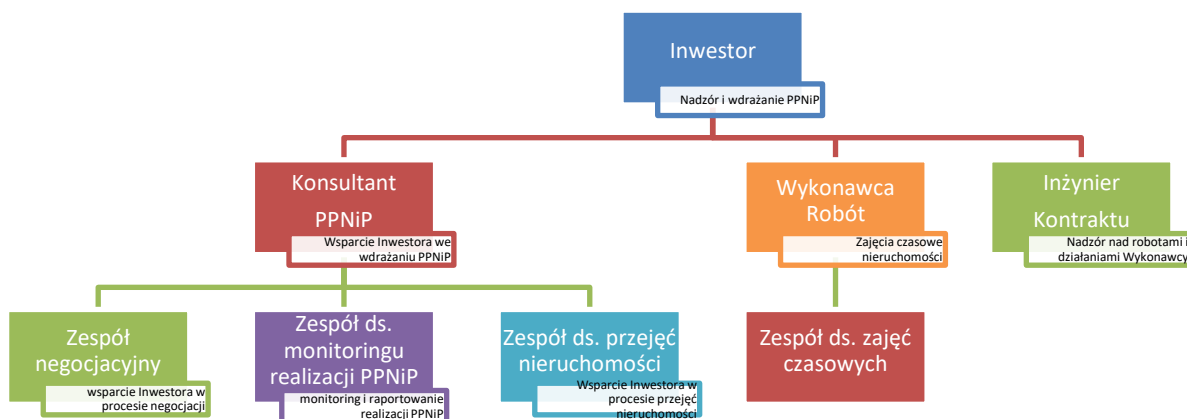 Inwestor
Nadzór i wdrażanie PPNiP
Konsultant
PPNiP
Wsparcie Inwestora we
wdrażaniu PPNiP
Wykonawca
Robót
Zajęcia czasowe
nieruchomości
Inżynier
Kontraktu
Nadzór nad robotami i
działaniami Wykonawcy
Zespół
negocjacyjny
wsparcie Inwestora w
procesie negocjacji
Zespół ds.
monitoringu
realizacji PPNiP
monitoring i raportowanie
realizacji PPNiP
Zespół ds. przejęć
nieruchomości
Wsparcie Inwestora w
procesie przejęć
nieruchomości
Zespół ds. zajęć
czasowych